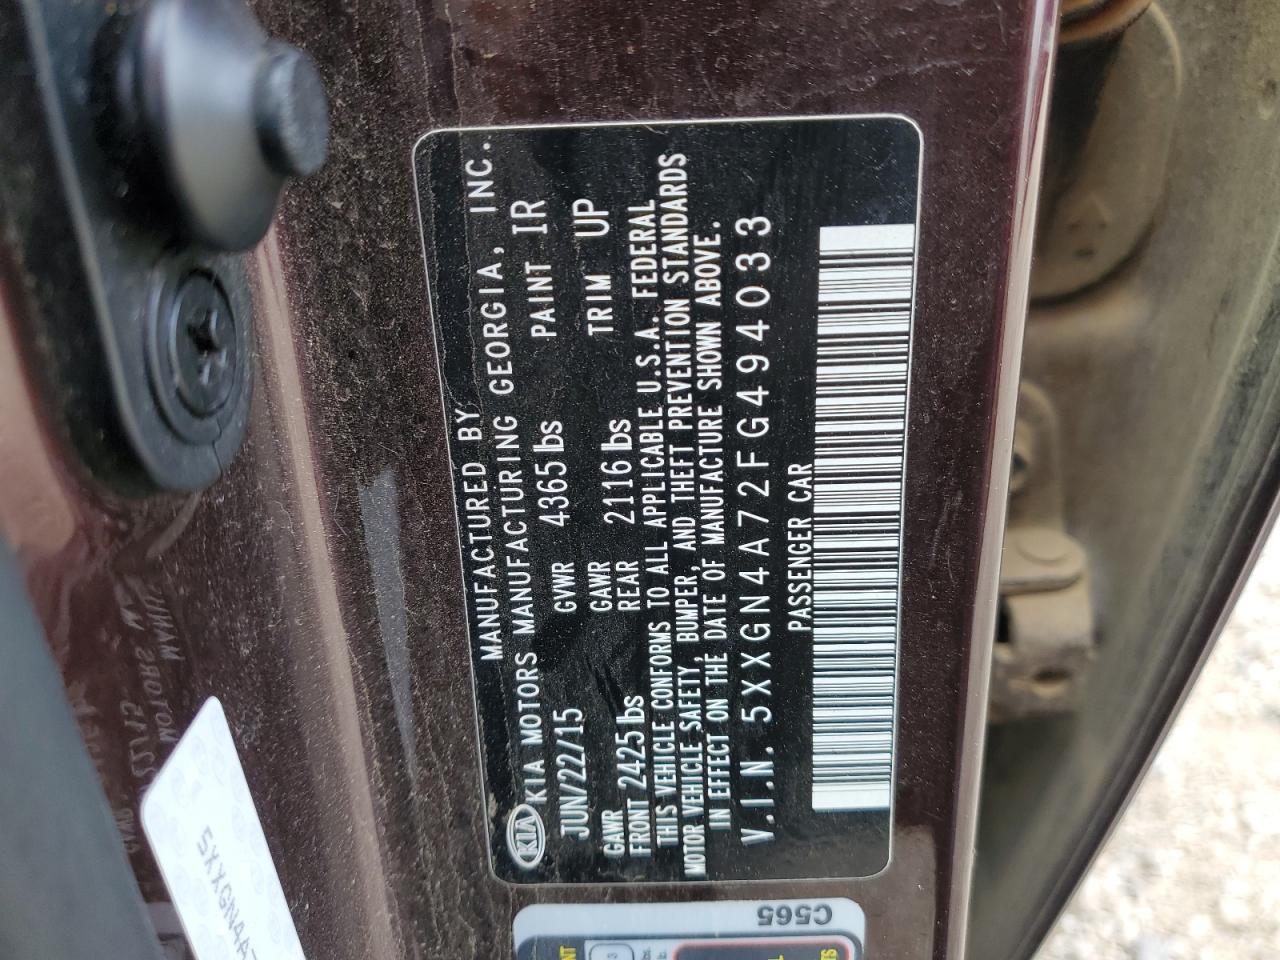 MANUFACTURED BY
KIA KIA MOTORS MANUFACTURING GEORGIA, INC.
JUN/22/15 GVWR 4365 lbs PAINT IR
GAWR FRONT 2425 lbs GAWR REAR 2116 lbs TRIM UP
THIS VEHICLE CONFORMS TO ALL APPLICABLE U.S.A. FEDERAL
MOTOR VEHICLE SAFETY, BUMPER, AND THEFT PREVENTION STANDARDS
IN EFFECT ON THE DATE OF MANUFACTURE SHOWN ABOVE.
V.I.N. 5XXGN4A72FG494033
PASSENGER CAR
C565
5XXGN4A7